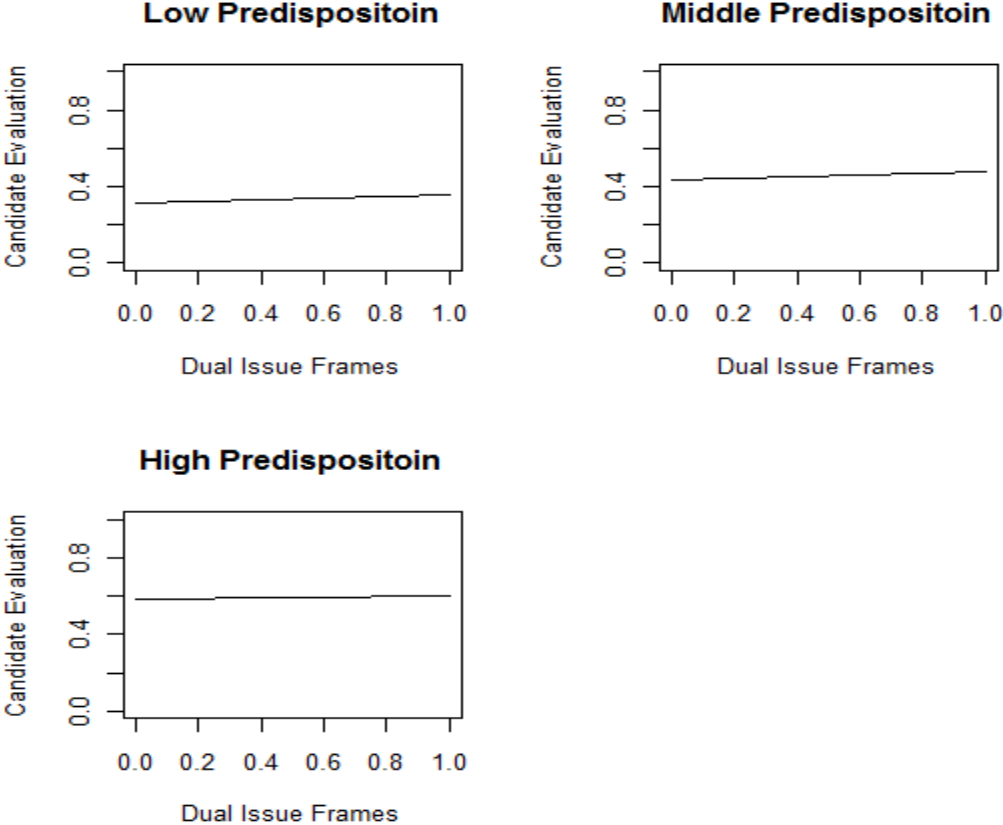 Low Predispositoin
Candidate Evaluation
0.0 0.4 0.8
0.0 0.2 0.4 0.6 0.8 1.0
Dual Issue Frames
Middle Predispositoin
Candidate Evaluation
0.0 0.4 0.8
0.0 0.2 0.4 0.6 0.8 1.0
Dual Issue Frames
High Predispositoin
Candidate Evaluation
0.0 0.4 0.8
0.0 0.2 0.4 0.6 0.8 1.0
Dual Issue Frames